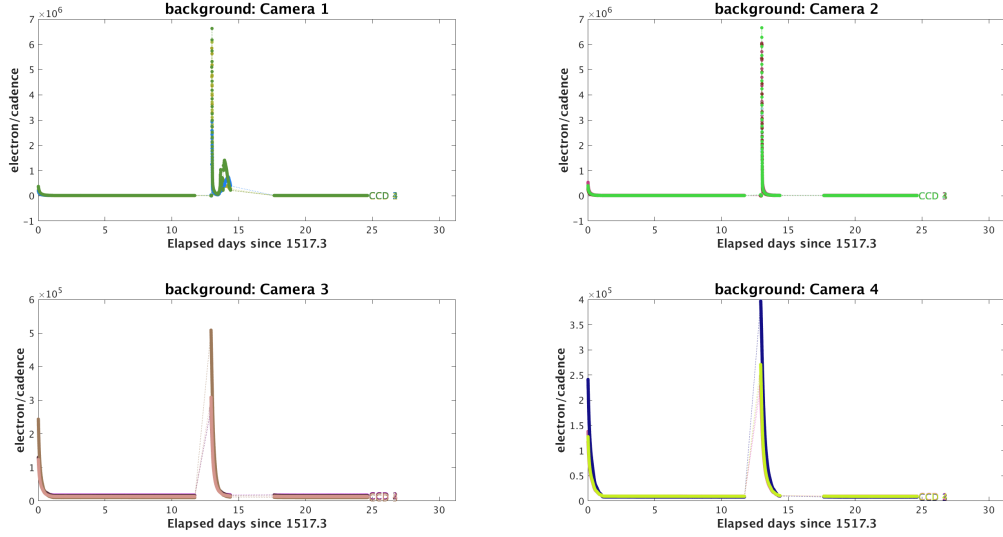 background: Camera 1
×10^6
7
6
5
4
3
2
1
0
-1
electron/cadence
0 5 10 15 20 25 30
Elapsed days since 1517.3
background: Camera 2
×10^6
7
6
5
4
3
2
1
0
-1
electron/cadence
0 5 10 15 20 25 30
Elapsed days since 1517.3
background: Camera 3
×10^5
6
5
4
3
2
1
0
electron/cadence
0 5 10 15 20 25 30
Elapsed days since 1517.3
background: Camera 4
×10^5
4
3.5
3
2.5
2
1.5
1
0.5
0
electron/cadence
0 5 10 15 20 25 30
Elapsed days since 1517.3
CCD
CCD
CCD
CCD